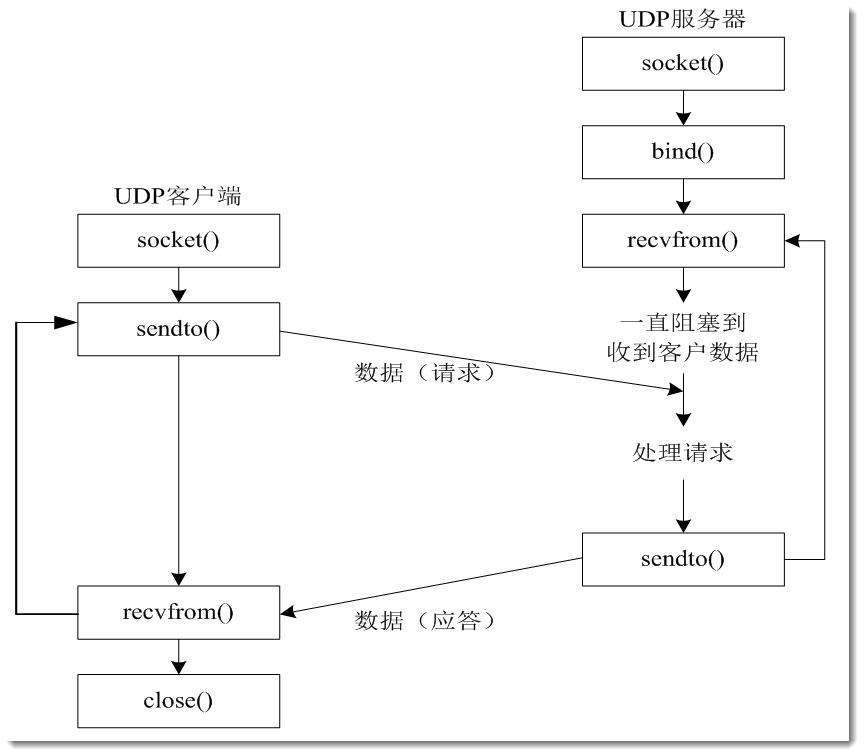 UDP服务器
socket()
bind()
recvfrom()
一直阻塞到
收到客户数据
处理请求
sendto()
UDP客户端
socket()
sendto()
数据（请求）
recvfrom()
数据（应答）
close()